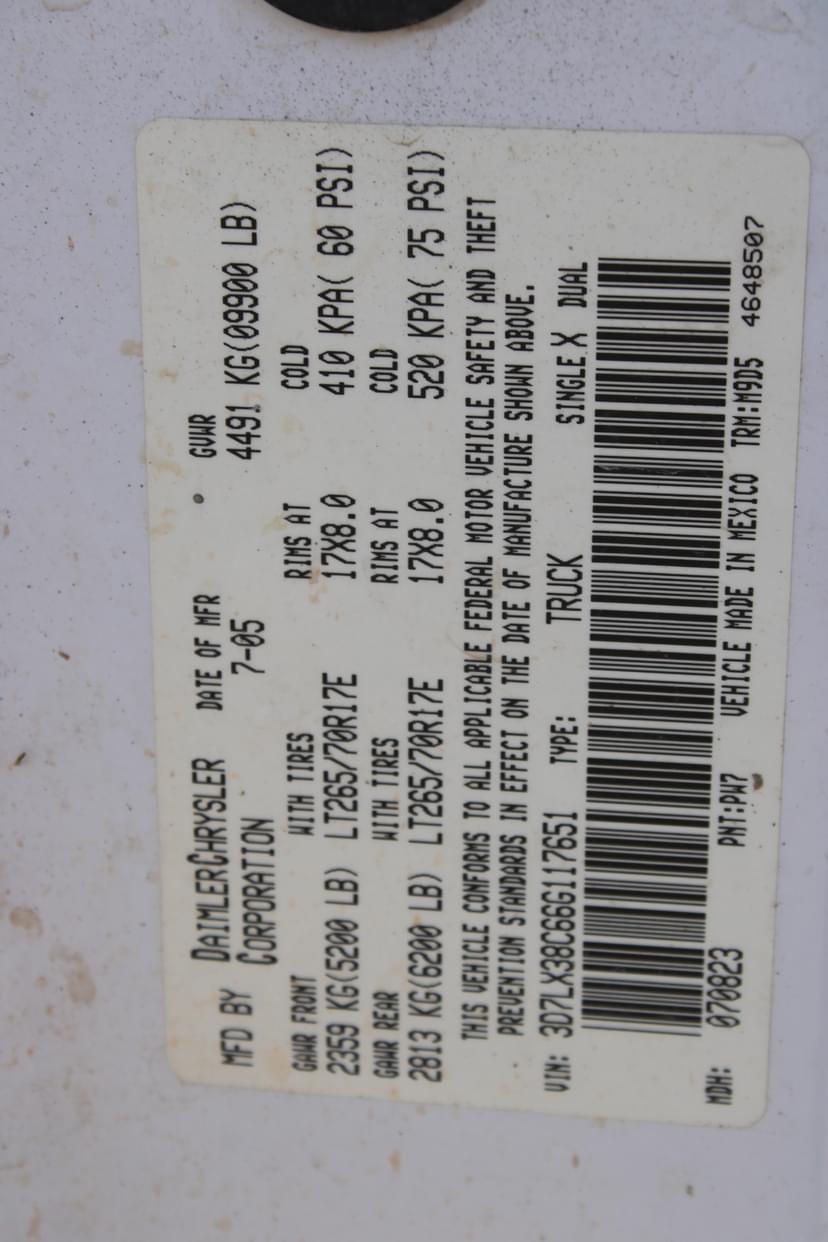 MFD BY DAIMLERCHRYSLER CORPORATION DATE OF MFR 7-05 GVWR 4491 KG(09900 LB)
GAWR FRONT WITH TIRES RIMS AT COLD
2359 KG(5200 LB) LT265/70R17E 17X8.0 410 KPA( 60 PSI)
GAWR REAR WITH TIRES RIMS AT COLD
2813 KG(6200 LB) LT265/70R17E 17X8.0 520 KPA( 75 PSI)
THIS VEHICLE CONFORMS TO ALL APPLICABLE FEDERAL MOTOR VEHICLE SAFETY AND THEFT
PREVENTION STANDARDS IN EFFECT ON THE DATE OF MANUFACTURE SHOWN ABOVE.
VIN: 3D7LX38C66G117651 TYPE: TRUCK SINGLE X DUAL
MDH: 070823 PNT:PW7 VEHICLE MADE IN MEXICO TRM:M9D5 4648507